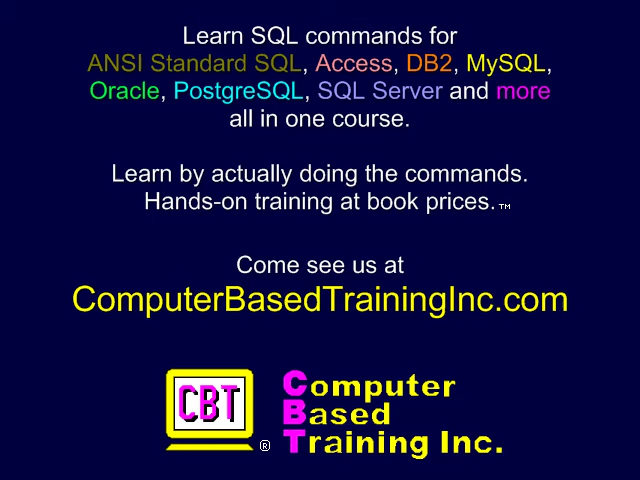 Learn SQL commands for
ANSI Standard SQL, Access, DB2, MySQL,
Oracle, PostgreSQL, SQL Server and more
all in one course.
Learn by actually doing the commands.
Hands-on training at book prices.™
Come see us at
ComputerBasedTrainingInc.com
CBT ®
Computer
Based
Training Inc.